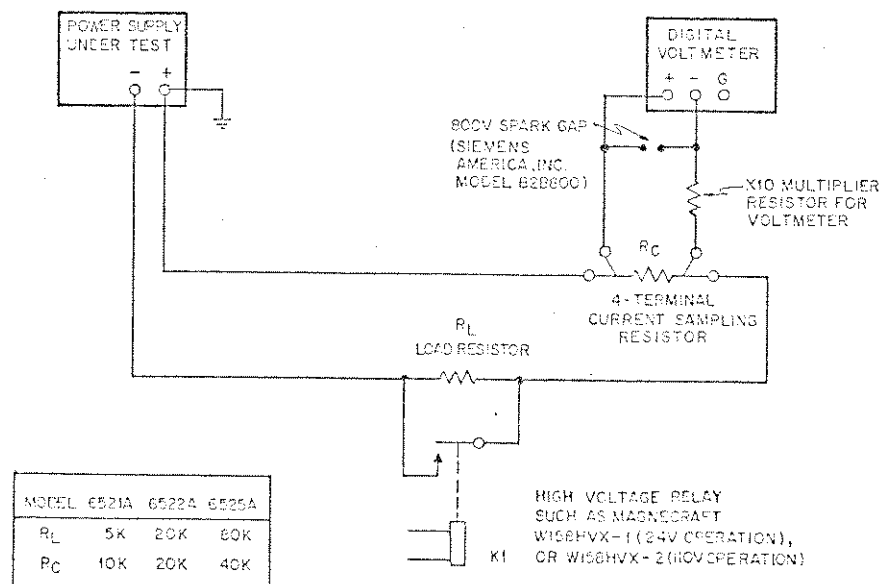 POWER SUPPLY
UNDER TEST
- +
DIGITAL
VOLTMETER
+ - G
800V SPARK GAP
(SIEMENS
AMERICA, INC.
MODEL B2B800)
X10 MULTIPLIER
RESISTOR FOR
VOLTMETER
RC
4-TERMINAL
CURRENT SAMPLING
RESISTOR
RL
LOAD RESISTOR
MODEL 6521A 6522A 6525A
RL 5K 20K 80K
RC 10K 20K 40K
K1
HIGH VOLTAGE RELAY
SUCH AS MAGNECRAFT
W158HVX-1 (24V OPERATION),
OR W158HVX-2 (110V OPERATION)